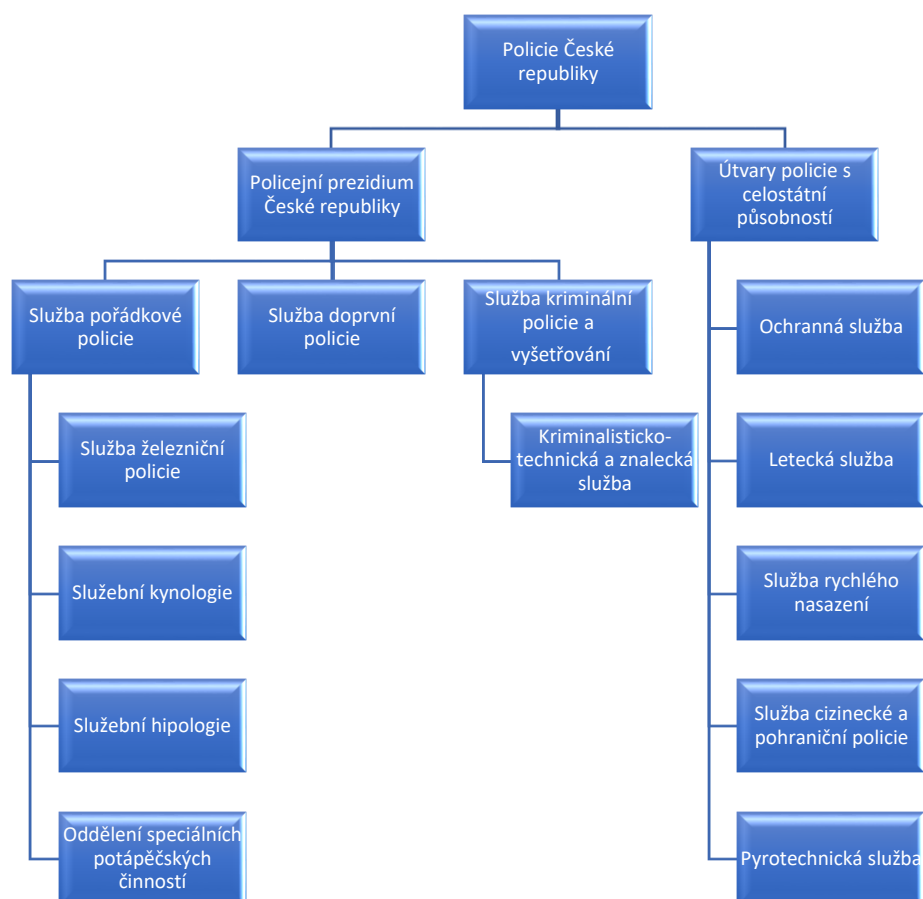 Policie České
republiky
Policejní prezidium
České republiky
Útvary policie s
celostátní
působností
Služba pořádkové
policie
Služba doprvní
policie
Služba kriminální
policie a
vyšetřování
Ochranná služba
Služba železniční
policie
Kriminalisticko-
technická a znalecká
služba
Letecká služba
Služební kynologie
Služba rychlého
nasazení
Služební hipologie
Služba cizinecké a
pohraniční policie
Oddělení speciálních
potápěčských
činností
Pyrotechnická služba